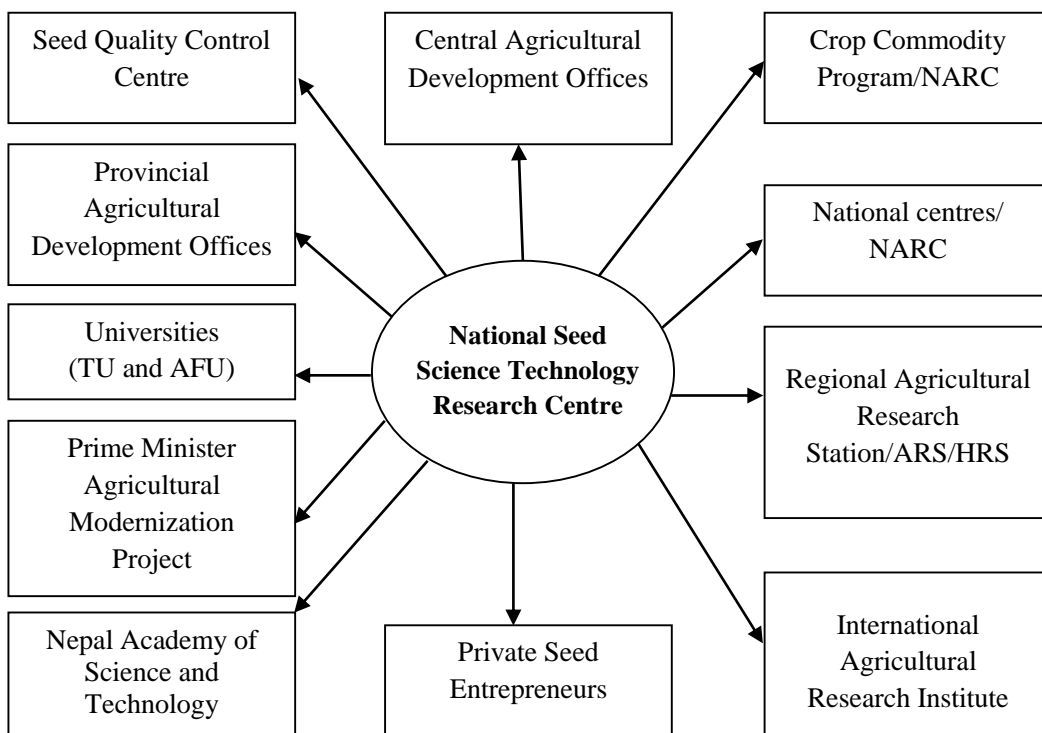 Seed Quality Control
Centre
Central Agricultural
Development Offices
Crop Commodity
Program/NARC
Provincial
Agricultural
Development Offices
National centres/
NARC
Universities
(TU and AFU)
National Seed
Science Technology
Research Centre
Regional Agricultural
Research
Station/ARS/HRS
Prime Minister
Agricultural
Modernization
Project
Nepal Academy of
Science and
Technology
Private Seed
Entrepreneurs
International
Agricultural
Research Institute